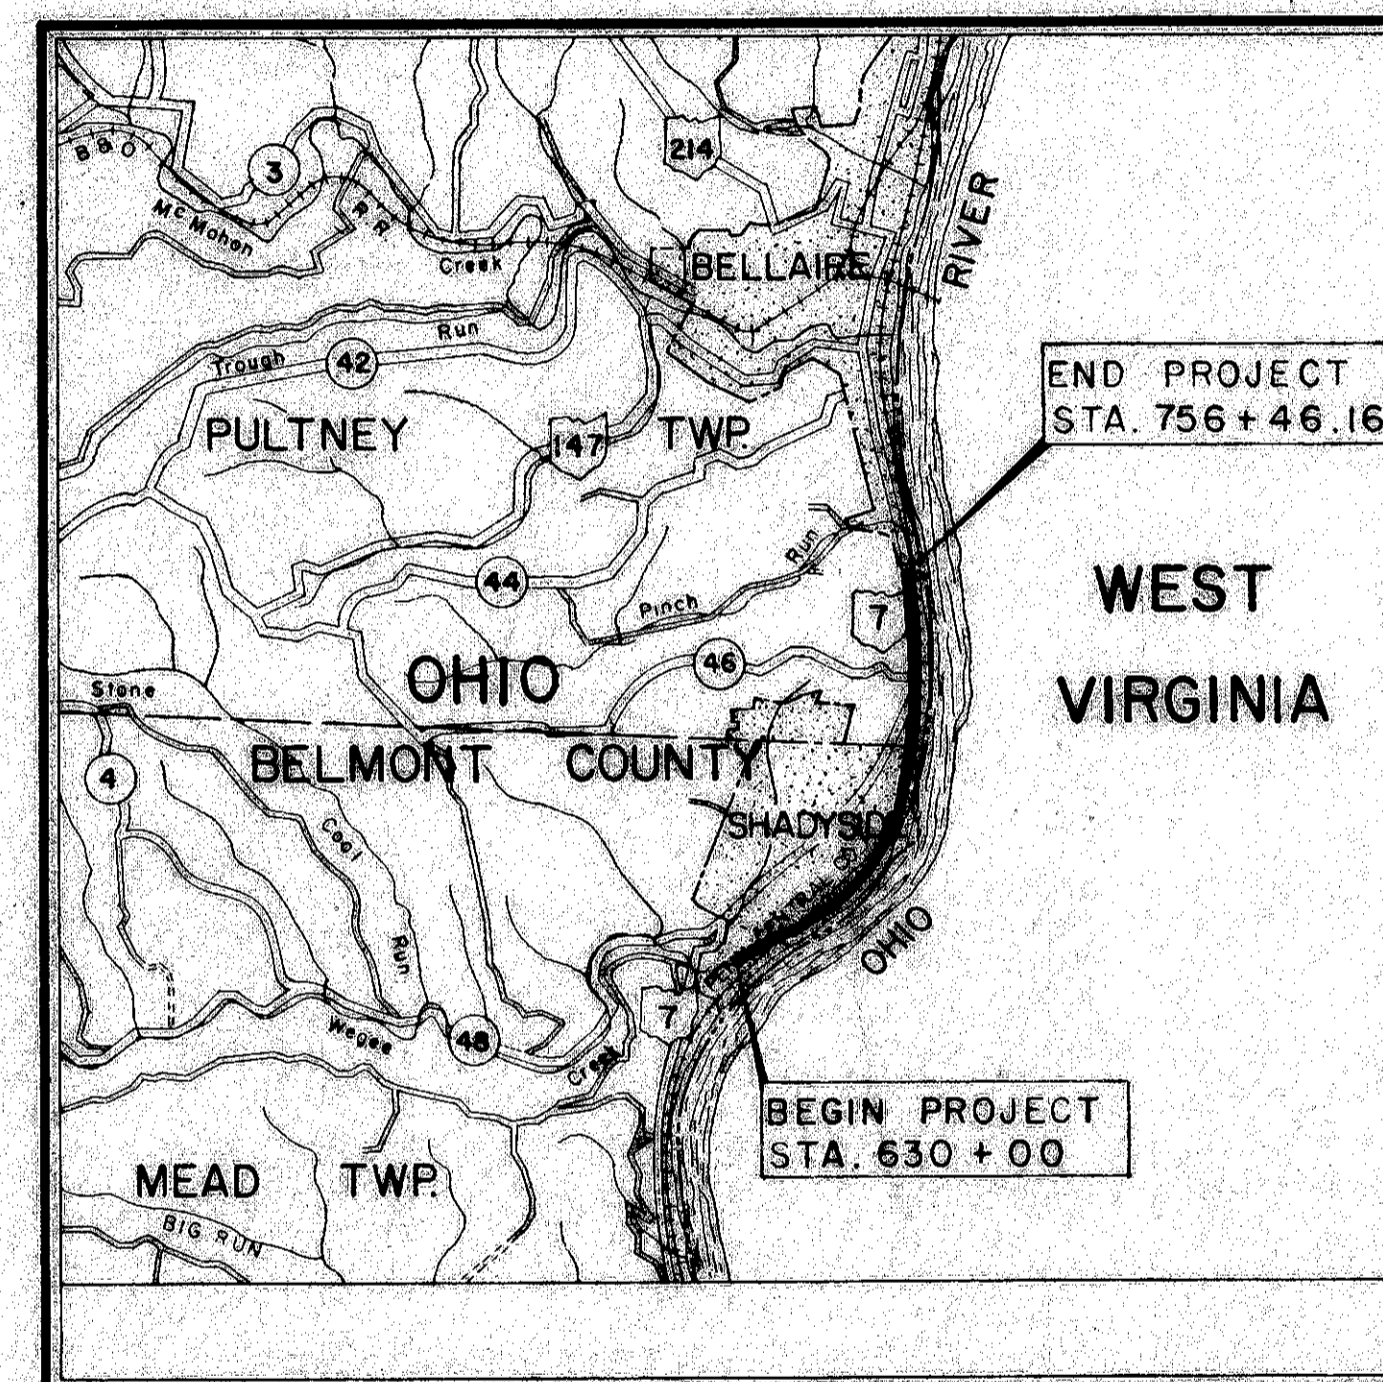 B&O
3
McMahon
R.R.
Creek
214
RIVER
BELLAIRE
Trough
Run
42
END PROJECT
STA. 756 + 46.16
PULTNEY TWP.
147
44
Pinch
Run
7
WEST
VIRGINIA
46
OHIO
Stone
BELMONT COUNTY
4
SHADYSIDE
Coal
Run
OHIO
7
Wegee
48
Creek
BEGIN PROJECT
STA. 630 + 00
MEAD TWP.
BIG RUN